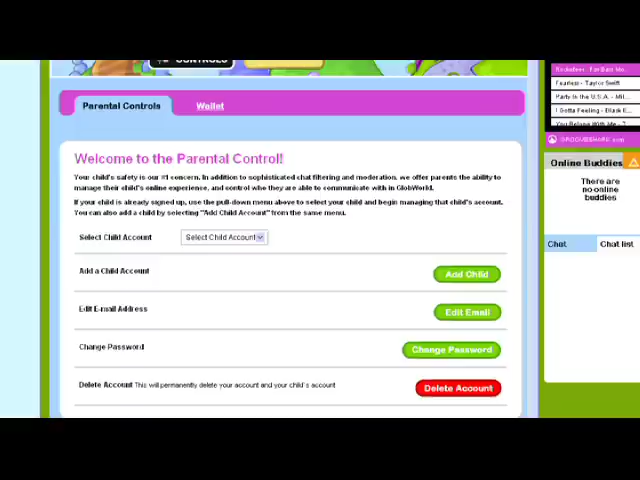 CONTROLS
Parental Controls
Wallet
Welcome to the Parental Control!
Your child's safety is our #1 concern. In addition to sophisticated chat filtering and moderation, we offer parents the ability to
manage their child's online experience, and control who they are able to communicate with in GlobWorld.
If your child is already signed up, use the pull-down menu above to select your child and begin managing that child's account.
You can also add a child by selecting "Add Child Account" from the same menu.
Select Child Account
Select Child Account
Add a Child Account
Add Child
Edit E-mail Address
Edit Email
Change Password
Change Password
Delete Account This will permanently delete your account and your child's account
Delete Account
Fearless - Taylor Swift
Party In the U.S.A. - Mil...
I Gotta Feeling - Black E...
You Belong With Me - T
Online Buddies
There are
no online
buddies
Chat
Chat list